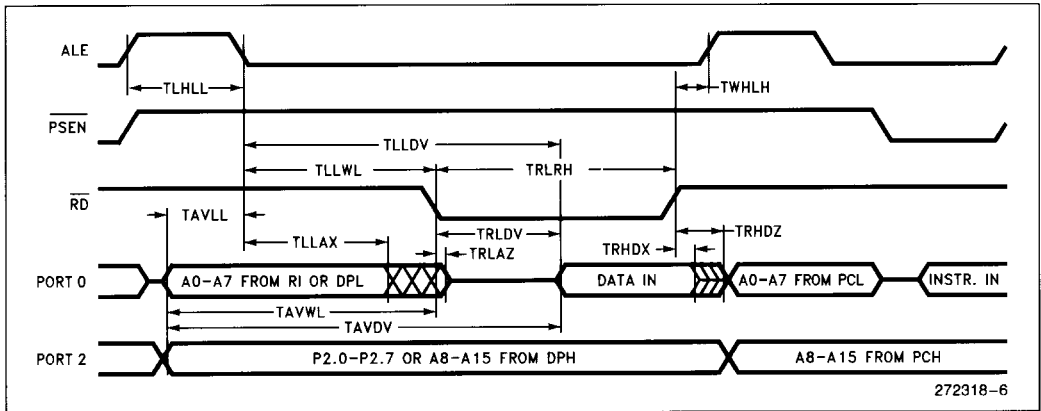 ALE
TLHLL
TWHLH
PSEN
TLLDV
TLLWL
TRLRH
RD
TAVLL
TRLDV
TRHDZ
TLLAX
TRLAZ
TRHDX
PORT 0
A0-A7 FROM RI OR DPL
DATA IN
A0-A7 FROM PCL
INSTR. IN
TAVWL
TAVDV
PORT 2
P2.0-P2.7 OR A8-A15 FROM DPH
A8-A15 FROM PCH
272318-6